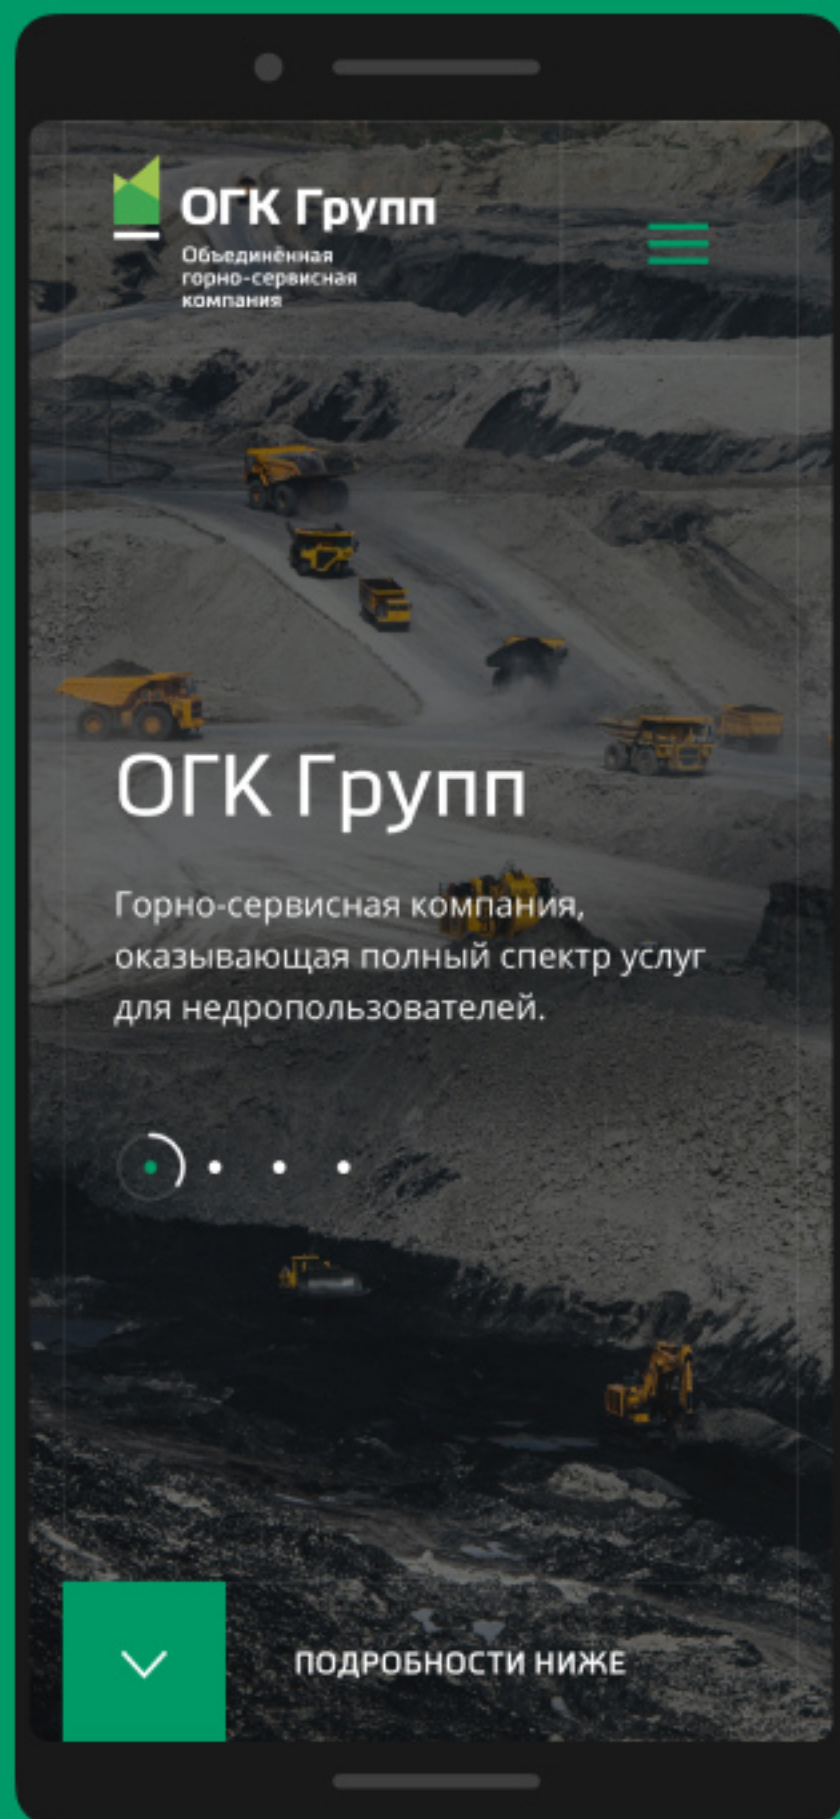 ОГК Групп
Объединённая
горно-сервисная
компания
ОГК Групп
Горно-сервисная компания,
оказывающая полный спектр услуг
для недропользователей.
ПОДРОБНОСТИ НИЖЕ